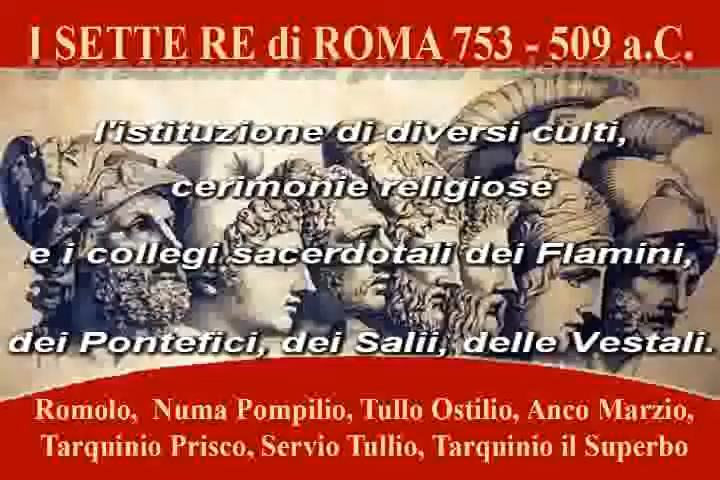 I SETTE RE di ROMA 753 - 509 a.C.
l'istituzione di diversi culti,
cerimonie religiose
e i collegi sacerdotali dei Flamini,
dei Pontefici, dei Salii, delle Vestali.
Romolo, Numa Pompilio, Tullo Ostilio, Anco Marzio,
Tarquinio Prisco, Servio Tullio, Tarquinio il Superbo